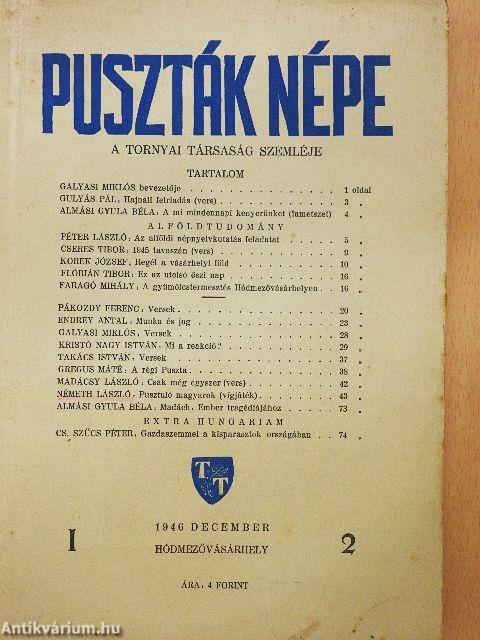 PUSZTÁK NÉPE
A TORNYAI TÁRSASÁG SZEMLÉJE
TARTALOM
GALYASI MIKLÓS bevezetője . . . . . . . . . . . . . . 1 oldal
GULYÁS PÁL: Hajnali felriadás (vers) . . . . . . . . . . 3 „
ALMÁSI GYULA BÉLA: A mi mindennapi kenyerünket (fametszet) 4 „
ALFÖLDTUDOMÁNY
PÉTER LÁSZLÓ: Az alföldi népnyelvkutatás feladatai . . . . . 5 „
CSERES TIBOR: 1945 tavaszán (vers) . . . . . . . . . . . 9 „
KOREK JÓZSEF: Regél a vásárhelyi föld . . . . . . . . . 10 „
FLÓRIÁN TIBOR: Ez az utolsó őszi nap . . . . . . . . . . 16 „
FARAGÓ MIHÁLY: A gyümölcstermesztés Hódmezővásárhelyen . . 16 „
PÁKOZDY FERENC: Versek . . . . . . . . . . . . . . . 20 „
ENDREY ANTAL: Munka és jog . . . . . . . . . . . . . 23 „
GALYASI MIKLÓS: Versek . . . . . . . . . . . . . . . 28 „
KRISTÓ NAGY ISTVÁN: Mi a reakció? . . . . . . . . . . . 29 „
TAKÁCS ISTVÁN: Versek . . . . . . . . . . . . . . . . 37 „
GREGUS MÁTÉ: A régi Puszta . . . . . . . . . . . . . 38 „
MADÁCSY LÁSZLÓ: Csak még egyszer (vers) . . . . . . . . 42 „
NÉMETH LÁSZLÓ: Pusztuló magyarok (vígjáték) . . . . . . . 43 „
ALMÁSI GYULA BÉLA: Madách, Ember tragédiájához . . . . . 73 „
EXTRA HUNGARIAM
CS. SZŰCS PÉTER: Gazdaszemmel a kisparasztok országában . . 74 „
T T
1946 DECEMBER
I HÓDMEZŐVÁSÁRHELY 2
ÁRA: 4 FORINT
Antikvárium.hu